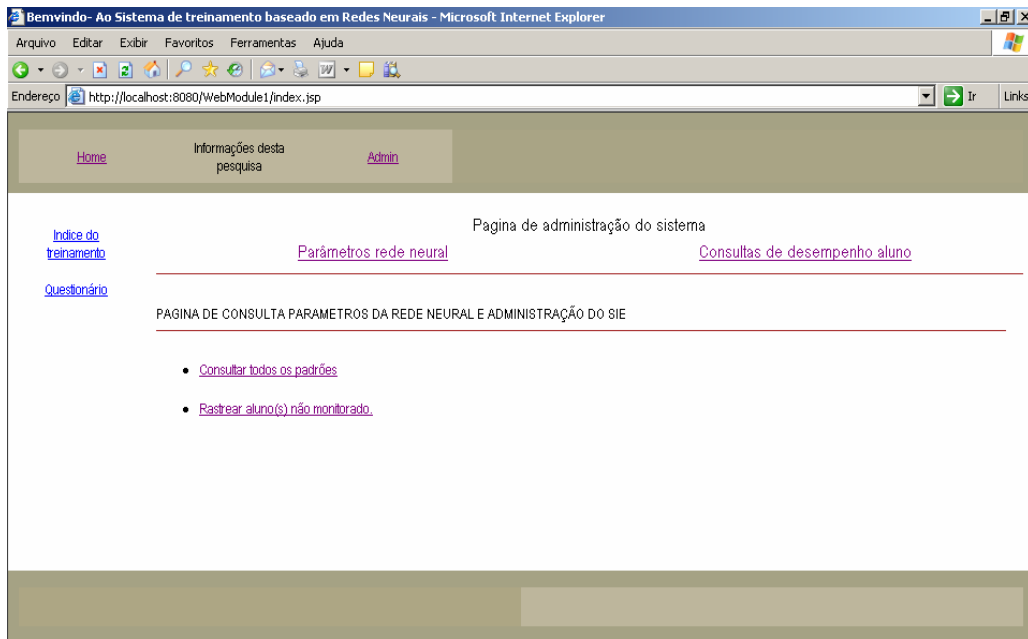 Bemvindo- Ao Sistema de treinamento baseado em Redes Neurais - Microsoft Internet Explorer
Arquivo Editar Exibir Favoritos Ferramentas Ajuda
Endereço http://localhost:8080/WebModule1/index.jsp Ir Links
Home
Informações desta
pesquisa
Admin
Pagina de administração do sistema
Indice do
treinamento
Parâmetros rede neural
Consultas de desempenho aluno
Questionário
PAGINA DE CONSULTA PARAMETROS DA REDE NEURAL E ADMINISTRAÇÃO DO SIE
Consultar todos os padrões
Rastrear aluno(s) não monitorado.